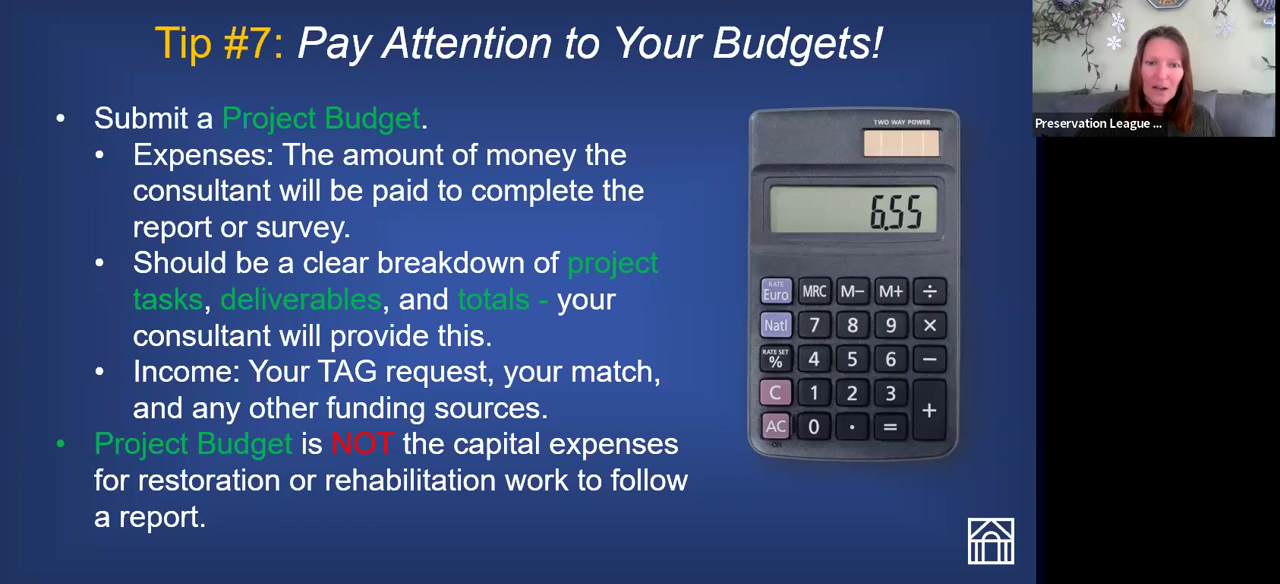 Tip #7: Pay Attention to Your Budgets!
• Submit a Project Budget.
• Expenses: The amount of money the
consultant will be paid to complete the
report or survey.
• Should be a clear breakdown of project
tasks, deliverables, and totals - your
consultant will provide this.
• Income: Your TAG request, your match,
and any other funding sources.
• Project Budget is NOT the capital expenses
for restoration or rehabilitation work to follow
a report.
TWO WAY POWER
6.55
RATE
Euro MRC M− M+ ÷
Natl 7 8 9 ×
RATE SET
% 4 5 6 −
C 1 2 3 +
AC 0 · =
ON
Preservation League ...